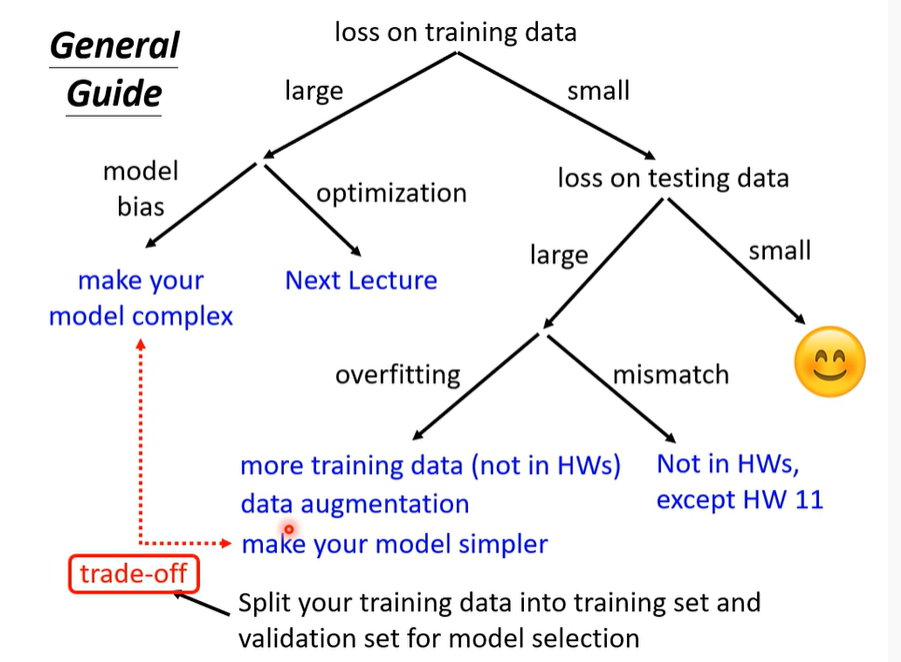 General
Guide
loss on training data
large
small
model
bias
optimization
loss on testing data
make your
model complex
Next Lecture
large
small
overfitting
mismatch
more training data (not in HWs)
data augmentation
make your model simpler
Not in HWs,
except HW 11
trade-off
Split your training data into training set and
validation set for model selection